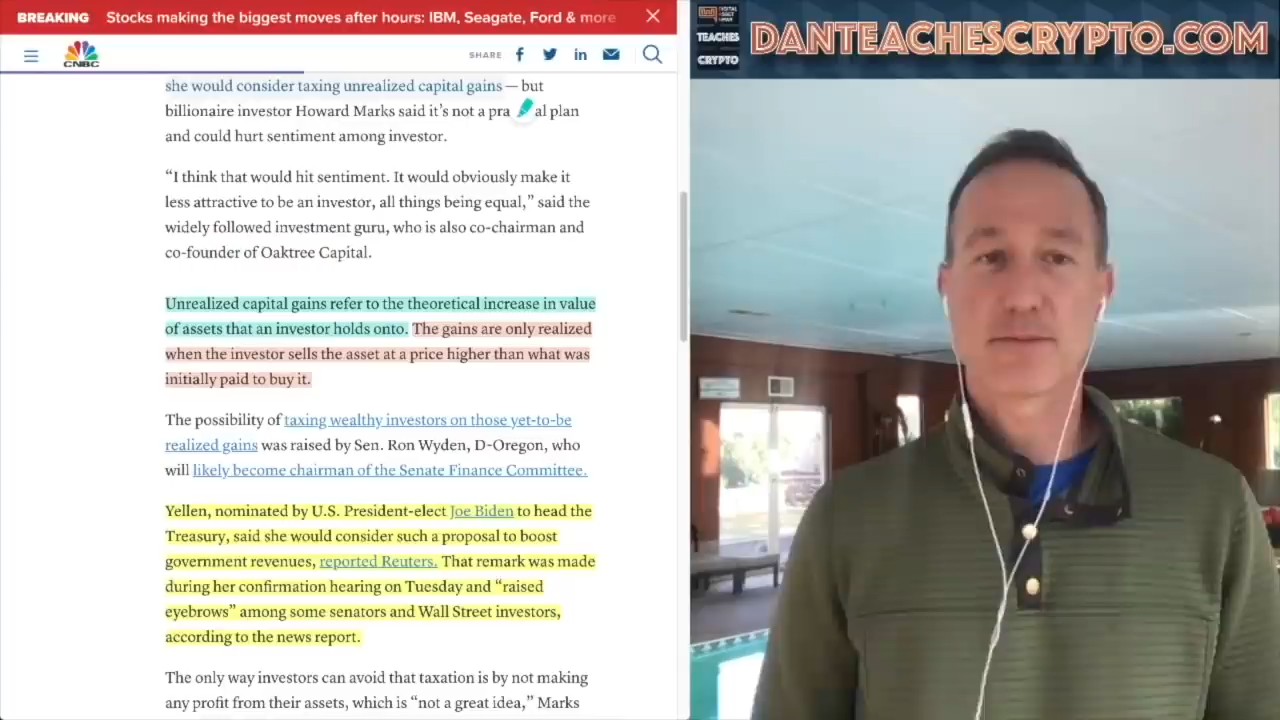 BREAKING Stocks making the biggest moves after hours: IBM, Seagate, Ford & more
CNBC
SHARE
she would consider taxing unrealized capital gains — but
billionaire investor Howard Marks said it's not a pra al plan
and could hurt sentiment among investor.
“I think that would hit sentiment. It would obviously make it
less attractive to be an investor, all things being equal,” said the
widely followed investment guru, who is also co-chairman and
co-founder of Oaktree Capital.
Unrealized capital gains refer to the theoretical increase in value
of assets that an investor holds onto. The gains are only realized
when the investor sells the asset at a price higher than what was
initially paid to buy it.
The possibility of taxing wealthy investors on those yet-to-be
realized gains was raised by Sen. Ron Wyden, D-Oregon, who
will likely become chairman of the Senate Finance Committee.
Yellen, nominated by U.S. President-elect Joe Biden to head the
Treasury, said she would consider such a proposal to boost
government revenues, reported Reuters. That remark was made
during her confirmation hearing on Tuesday and “raised
eyebrows” among some senators and Wall Street investors,
according to the news report.
The only way investors can avoid that taxation is by not making
any profit from their assets, which is “not a great idea,” Marks
TEACHES
CRYPTO
DANTEACHESCRYPTO.COM